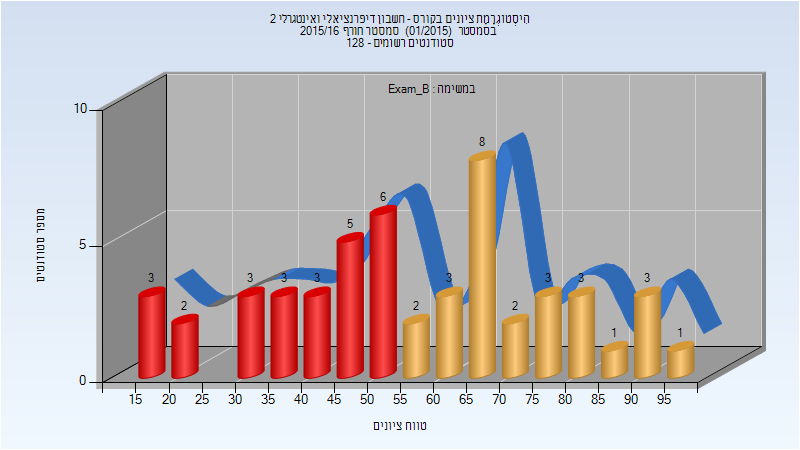 היסטוגרמת ציונים בקורס - חשבון דיפרנציאלי ואינטגרלי 2
בסמסטר (01/2015) סמסטר חורף 2015/16
סטודנטים רשומים - 128
במשימה : Exam_B
מספר סטודנטים
10
5
0
3
2
3
3
3
5
6
2
3
8
2
3
3
1
3
1
15 20 25 30 35 40 45 50 55 60 65 70 75 80 85 90 95
טווח ציונים